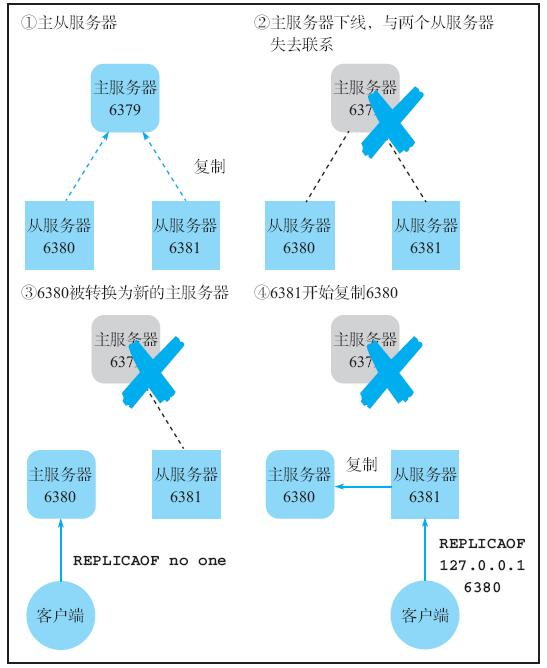 ①主从服务器
主服务器
6379
复制
从服务器
6380
从服务器
6381
②主服务器下线，与两个从服务器
失去联系
主服务器
637
从服务器
6380
从服务器
6381
③6380被转换为新的主服务器
主服务器
637
主服务器
6380
从服务器
6381
REPLICAOF no one
客户端
④6381开始复制6380
主服务器
637
主服务器
6380
复制
从服务器
6381
REPLICAOF
127.0.0.1
6380
客户端